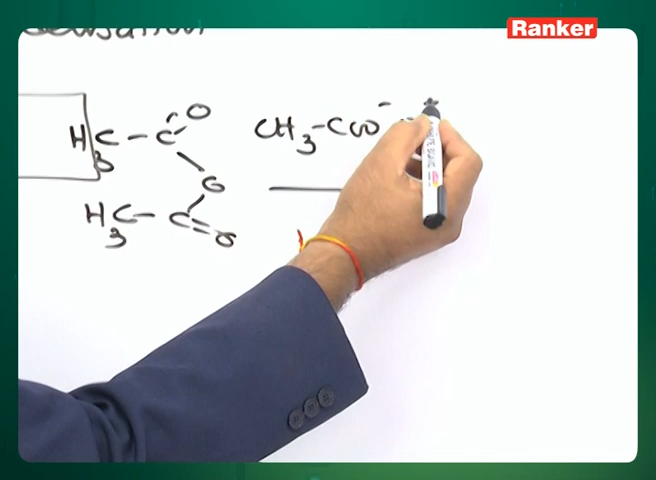 Ranker
H3C - C = O
CH3-COO-
O
H3C - C = O